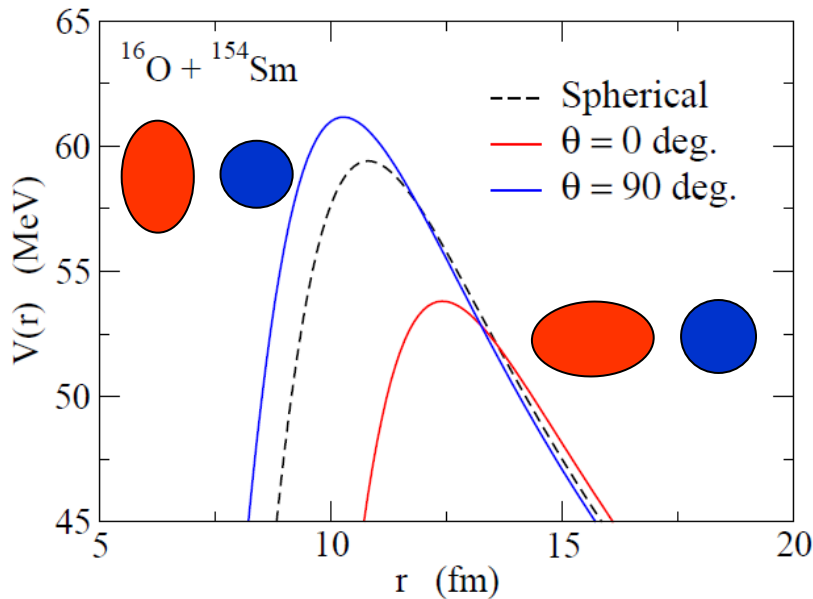 65
60
55
50
45
V(r) (MeV)
¹⁶O + ¹⁵⁴Sm
Spherical
θ = 0 deg.
θ = 90 deg.
5
10
15
20
r (fm)